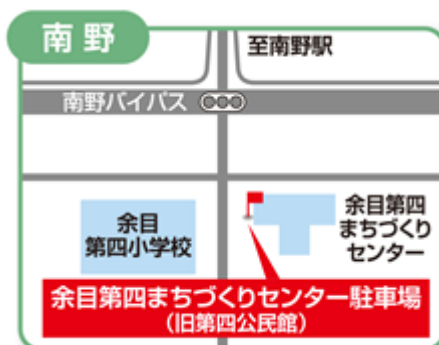 南野
至南野駅
南野バイパス
余目
第四小学校
余目第四
まちづくり
センター
余目第四まちづくりセンター駐車場
(旧第四公民館)